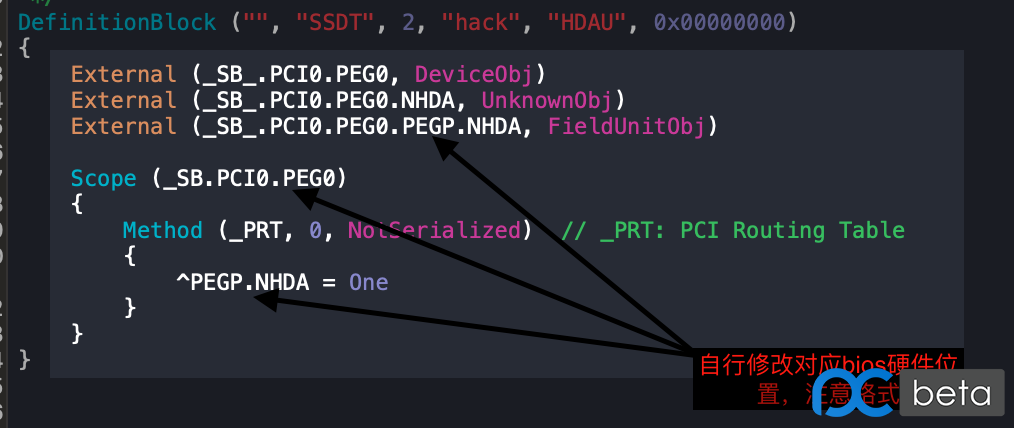 */
DefinitionBlock ("", "SSDT", 2, "hack", "HDAU", 0x00000000)
{
External (_SB_.PCI0.PEG0, DeviceObj)
External (_SB_.PCI0.PEG0.NHDA, UnknownObj)
External (_SB_.PCI0.PEG0.PEGP.NHDA, FieldUnitObj)
Scope (_SB.PCI0.PEG0)
{
Method (_PRT, 0, NotSerialized)  // _PRT: PCI Routing Table
{
^PEGP.NHDA = One
}
}
}
自行修改对应bios硬件位
置，注意格式
pc beta